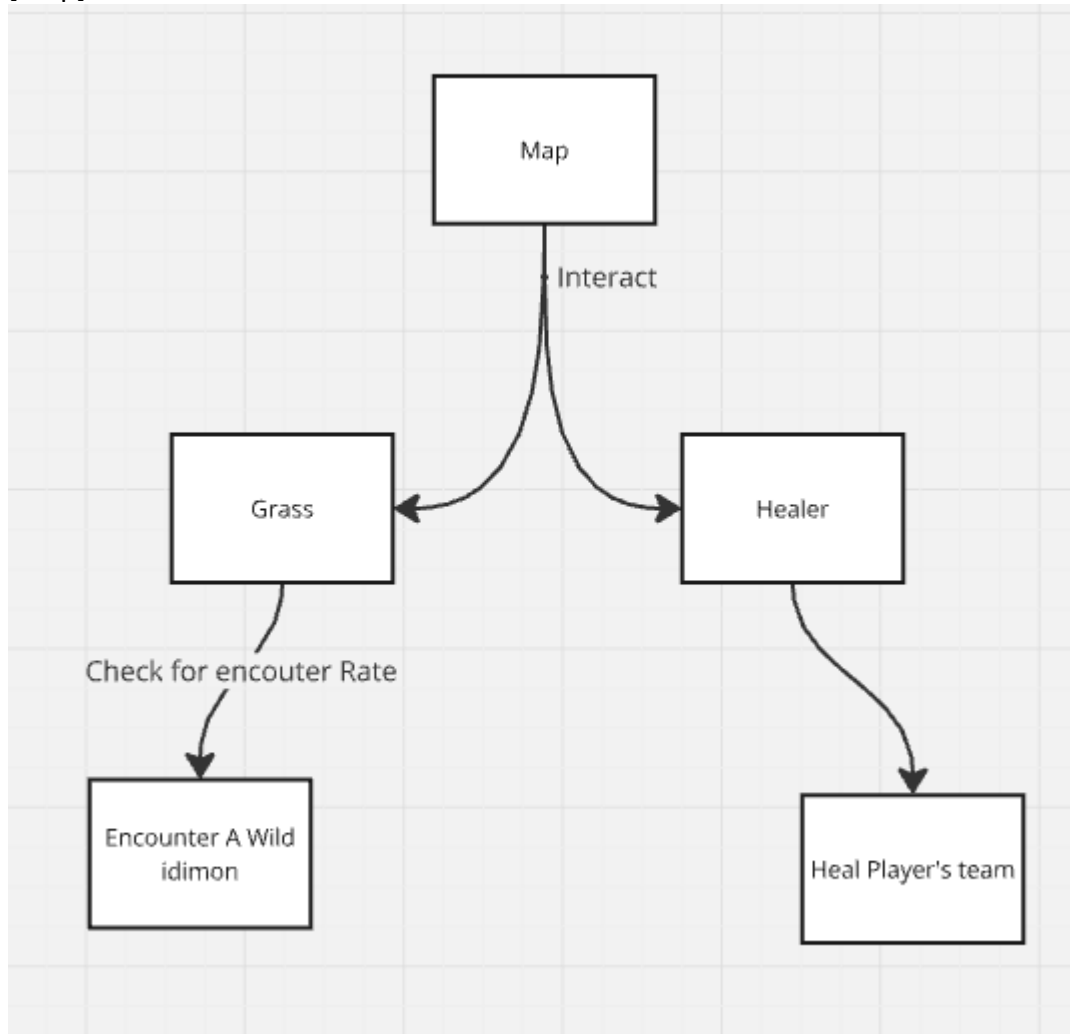 Map
Interact
Grass
Healer
Check for encouter Rate
Encounter A Wild
idimon
Heal Player's team